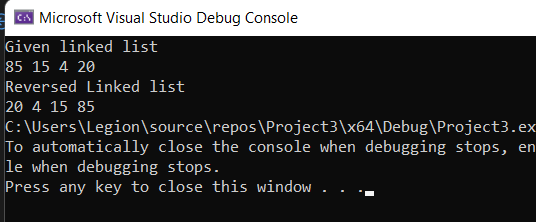 Microsoft Visual Studio Debug Console
Given linked list
85 15 4 20
Reversed Linked list
20 4 15 85
C:\Users\Legion\source\repos\Project3\x64\Debug\Project3.ex
To automatically close the console when debugging stops, en
le when debugging stops.
Press any key to close this window . . .